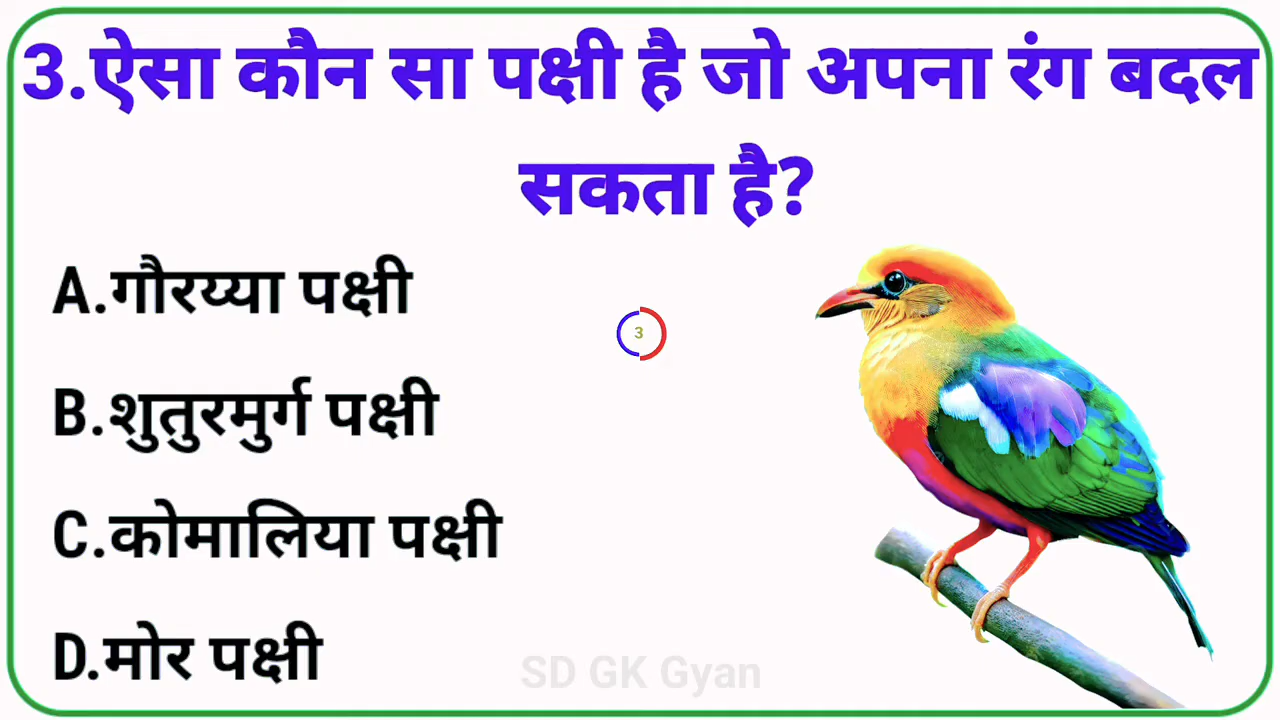 3.ऐसा कौन सा पक्षी है जो अपना रंग बदल
सकता है?
A.गौरय्या पक्षी
3
B.शुतुरमुर्ग पक्षी
C.कोमालिया पक्षी
D.मोर पक्षी
SD GK Gyan